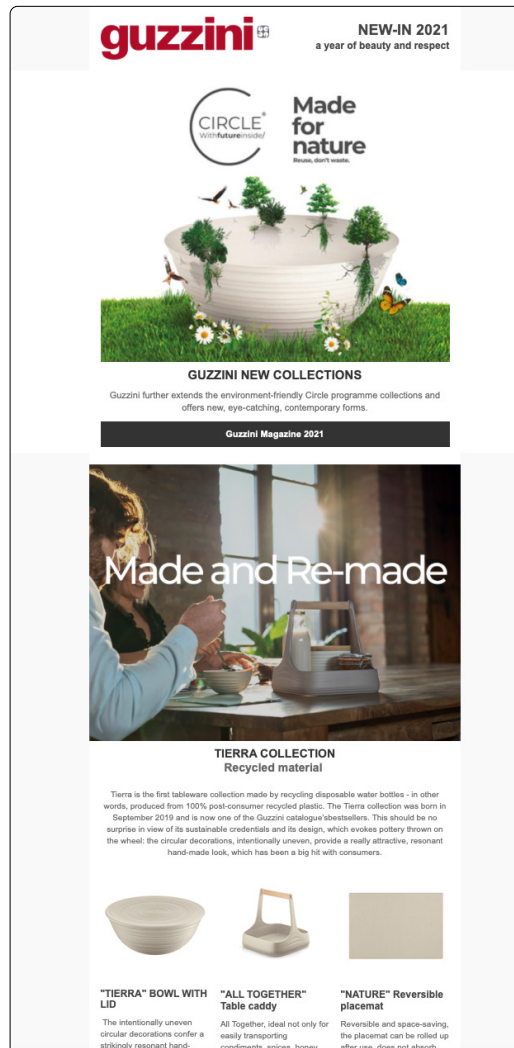 guzzini
NEW-IN 2021
a year of beauty and respect
CIRCLE®
Withfutureinside/
Made
for
nature
Reuse, don't waste.
GUZZINI NEW COLLECTIONS
Guzzini further extends the environment-friendly Circle programme collections and
offers new, eye-catching, contemporary forms.
Guzzini Magazine 2021
Made and Re-made
TIERRA COLLECTION
Recycled material
Tierra is the first tableware collection made by recycling disposable water bottles - in other
words, produced from 100% post-consumer recycled plastic. The Tierra collection was born in
September 2019 and is now one of the Guzzini catalogue'sbestsellers. This should be no
surprise in view of its sustainable credentials and its design, which evokes pottery thrown on
the wheel: the circular decorations, intentionally uneven, provide a really attractive, resonant
hand-made look, which has been a big hit with consumers.
"TIERRA" BOWL WITH
LID
The intentionally uneven
circular decorations confer a
strikingly resonant hand-
"ALL TOGETHER"
Table caddy
All Together, ideal not only for
easily transporting
condiments, spices, honey
"NATURE" Reversible
placemat
Reversible and space-saving,
the placemat can be rolled up
after use, does not absorb